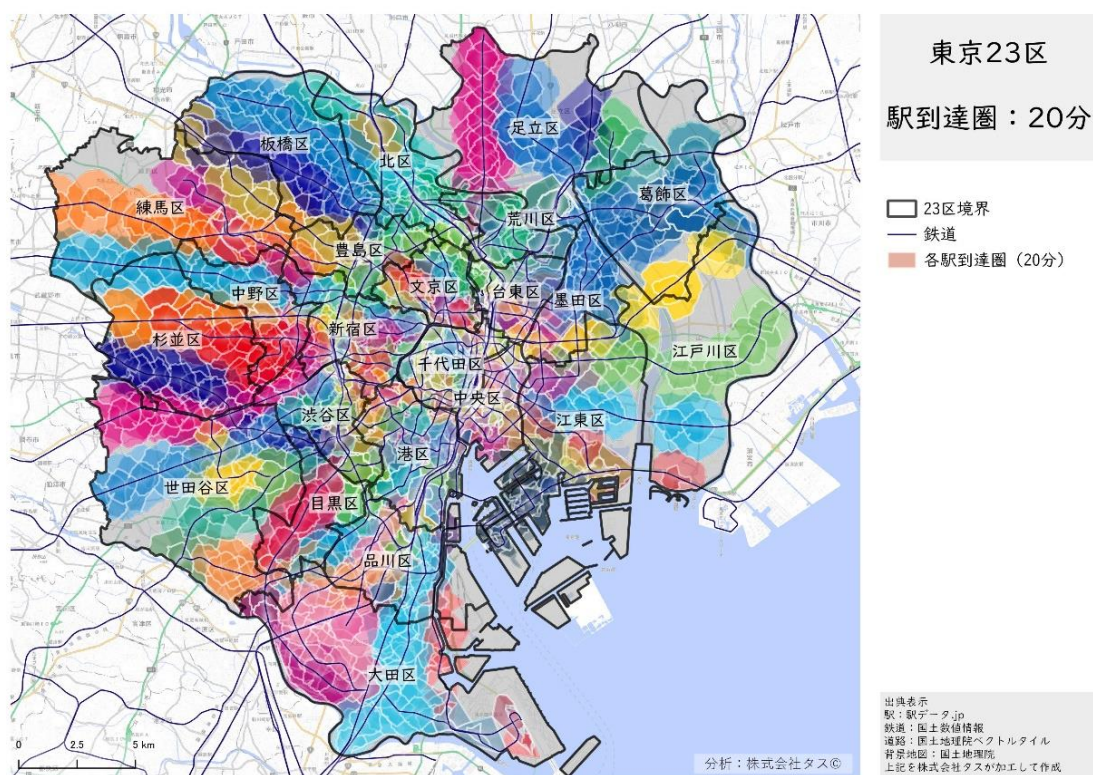 東京23区
駅到達圏：20分
23区境界
鉄道
各駅到達圏（20分）
足立区
板橋区
北区
葛飾区
練馬区
荒川区
豊島区
文京区
台東区
墨田区
中野区
新宿区
杉並区
江戸川区
千代田区
中央区
渋谷区
江東区
港区
世田谷区
目黒区
品川区
大田区
0 2.5 5 km
分析：株式会社タス©
出典表示
駅：駅データ.jp
鉄道：国土数値情報
道路：国土地理院ベクトルタイル
背景地図：国土地理院
上記を株式会社タスが加工して作成